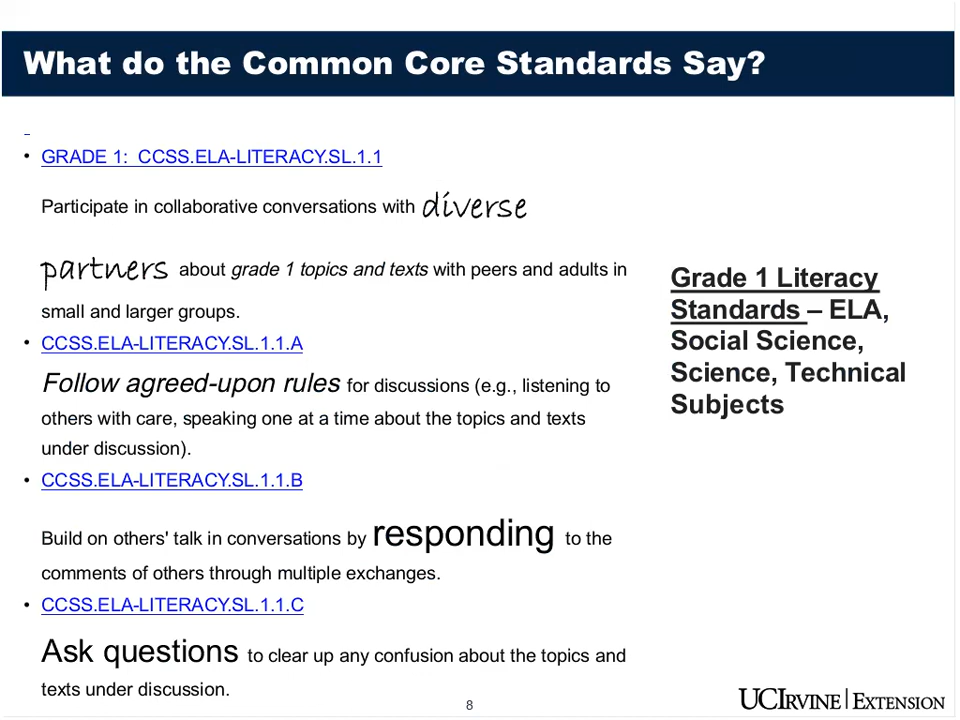 What do the Common Core Standards Say?
• GRADE 1:  CCSS.ELA-LITERACY.SL.1.1
Participate in collaborative conversations with diverse
partners about grade 1 topics and texts with peers and adults in
small and larger groups.
• CCSS.ELA-LITERACY.SL.1.1.A
Follow agreed-upon rules for discussions (e.g., listening to
others with care, speaking one at a time about the topics and texts
under discussion).
• CCSS.ELA-LITERACY.SL.1.1.B
Build on others' talk in conversations by responding to the
comments of others through multiple exchanges.
• CCSS.ELA-LITERACY.SL.1.1.C
Ask questions to clear up any confusion about the topics and
texts under discussion.
Grade 1 Literacy
Standards – ELA,
Social Science,
Science, Technical
Subjects
8
UCIRVINE | EXTENSION